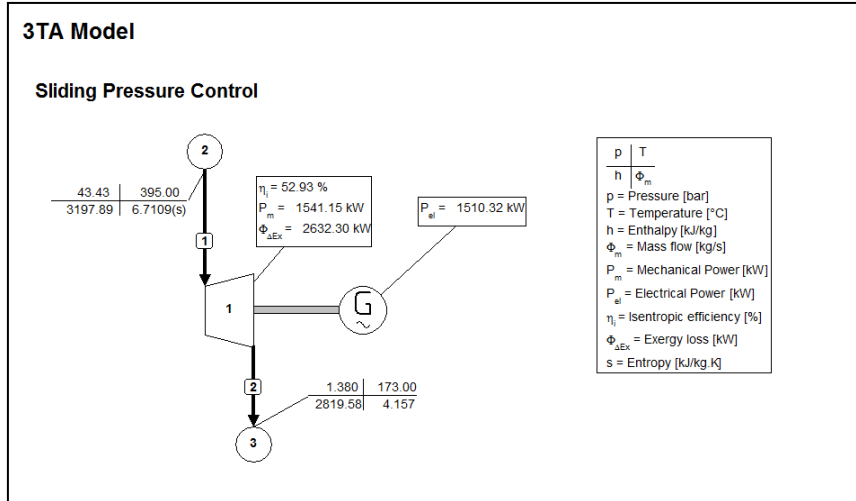 3TA Model
Sliding Pressure Control
2
43.43 395.00
3197.89 6.7109(s)
1
ηi = 52.93 %
Pm = 1541.15 kW
ΦΔEx = 2632.30 kW
Pel = 1510.32 kW
1
G
~
2
1.380 173.00
2819.58 4.157
3
p T
h Φm
p = Pressure [bar]
T = Temperature [°C]
h = Enthalpy [kJ/kg]
Φm = Mass flow [kg/s]
Pm = Mechanical Power [kW]
Pel = Electrical Power [kW]
ηi = Isentropic efficiency [%]
ΦΔEx = Exergy loss [kW]
s = Entropy [kJ/kg.K]